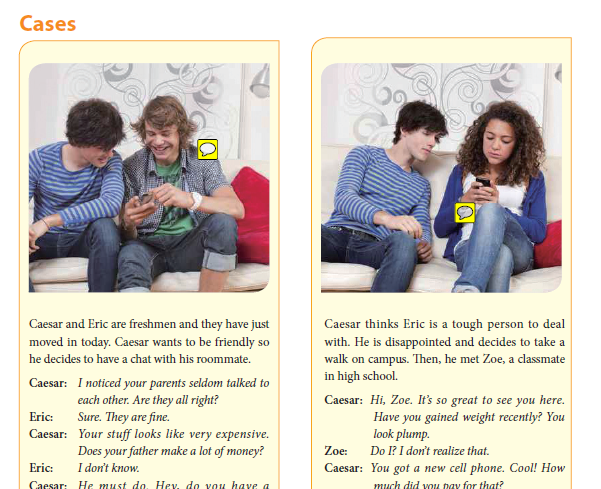 Cases
Caesar and Eric are freshmen and they have just
moved in today. Caesar wants to be friendly so
he decides to have a chat with his roommate.
Caesar: I noticed your parents seldom talked to
each other. Are they all right?
Eric: Sure. They are fine.
Caesar: Your stuff looks like very expensive.
Does your father make a lot of money?
Eric: I don't know.
Caesar: He must do. Hey, do you have a
Caesar thinks Eric is a tough person to deal
with. He is disappointed and decides to take a
walk on campus. Then, he met Zoe, a classmate
in high school.
Caesar: Hi, Zoe. It's so great to see you here.
Have you gained weight recently? You
look plump.
Zoe: Do I? I don't realize that.
Caesar: You got a new cell phone. Cool! How
much did you pay for that?